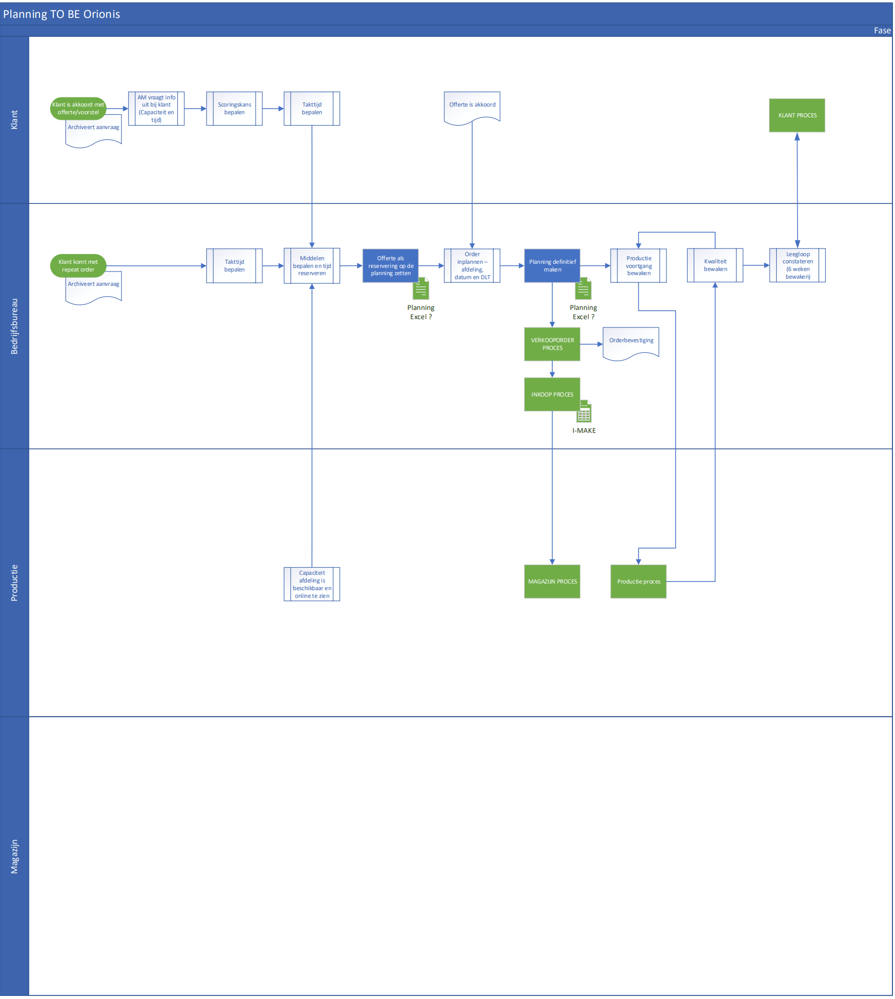 Planning TO BE Orionis
Fase
Klant
Klant is akkoord met
offerte/voorstel
Archiveert aanvraag
AM vraagt info
uit bij klant
(Capaciteit en
tijd)
Scoringskans
bepalen
Takttijd
bepalen
Offerte is akkoord
KLANT PROCES
Bedrijfsbureau
Klant komt met
repeat order
Archiveert aanvraag
Takttijd
bepalen
Middelen
bepalen en tijd
reserveren
Offerte als
reservering op de
planning zetten
Planning
Excel ?
Order
inplannen –
afdeling,
datum en DLT
Planning definitief
maken
Planning
Excel ?
Productie
voortgang
bewaken
Kwaliteit
bewaken
Leegloop
constateren
(6 weken
bewaken)
VERKOOPORDER
PROCES
Orderbevestiging
INKOOP PROCES
I-MAKE
Productie
Capaciteit
afdeling is
beschikbaar en
online te zien
MAGAZIJN PROCES
Productie proces
Magazijn